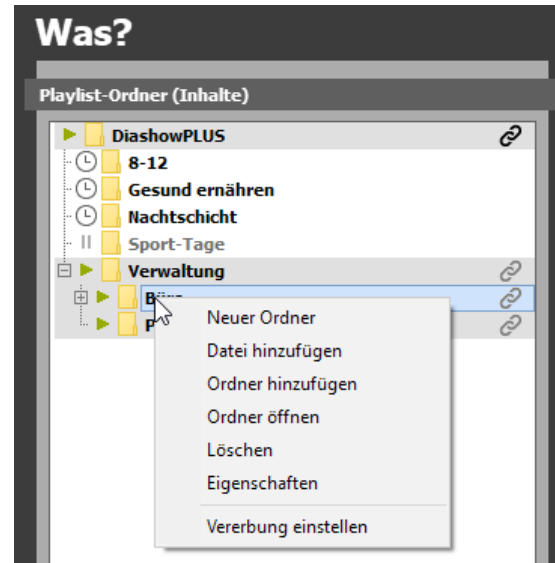 Was?
Playlist-Ordner (Inhalte)
DiashowPLUS
8-12
Gesund ernähren
Nachtschicht
Sport-Tage
Verwaltung
Neuer Ordner
Datei hinzufügen
Ordner hinzufügen
Ordner öffnen
Löschen
Eigenschaften
Vererbung einstellen